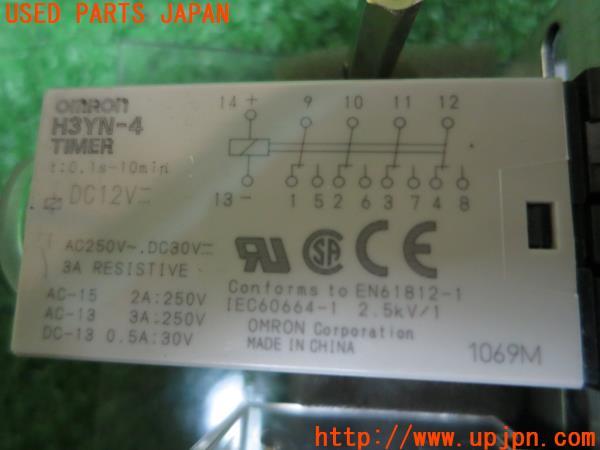 USED PARTS JAPAN
omron
H3YN-4
TIMER
t:0.1s-10min
DC12V⎓
AC250V~.DC30V⎓
3A RESISTIVE
AC-15 2A:250V
AC-13 3A:250V
DC-13 0.5A:30V
14 + 9 10 11 12
13 - 1 5 2 6 3 7 4 8
RU SA CE
Conforms to EN61812-1
IEC60664-1 2.5kV/1
OMRON Corporation
MADE IN CHINA
1069M
http://www.upjpn.com/